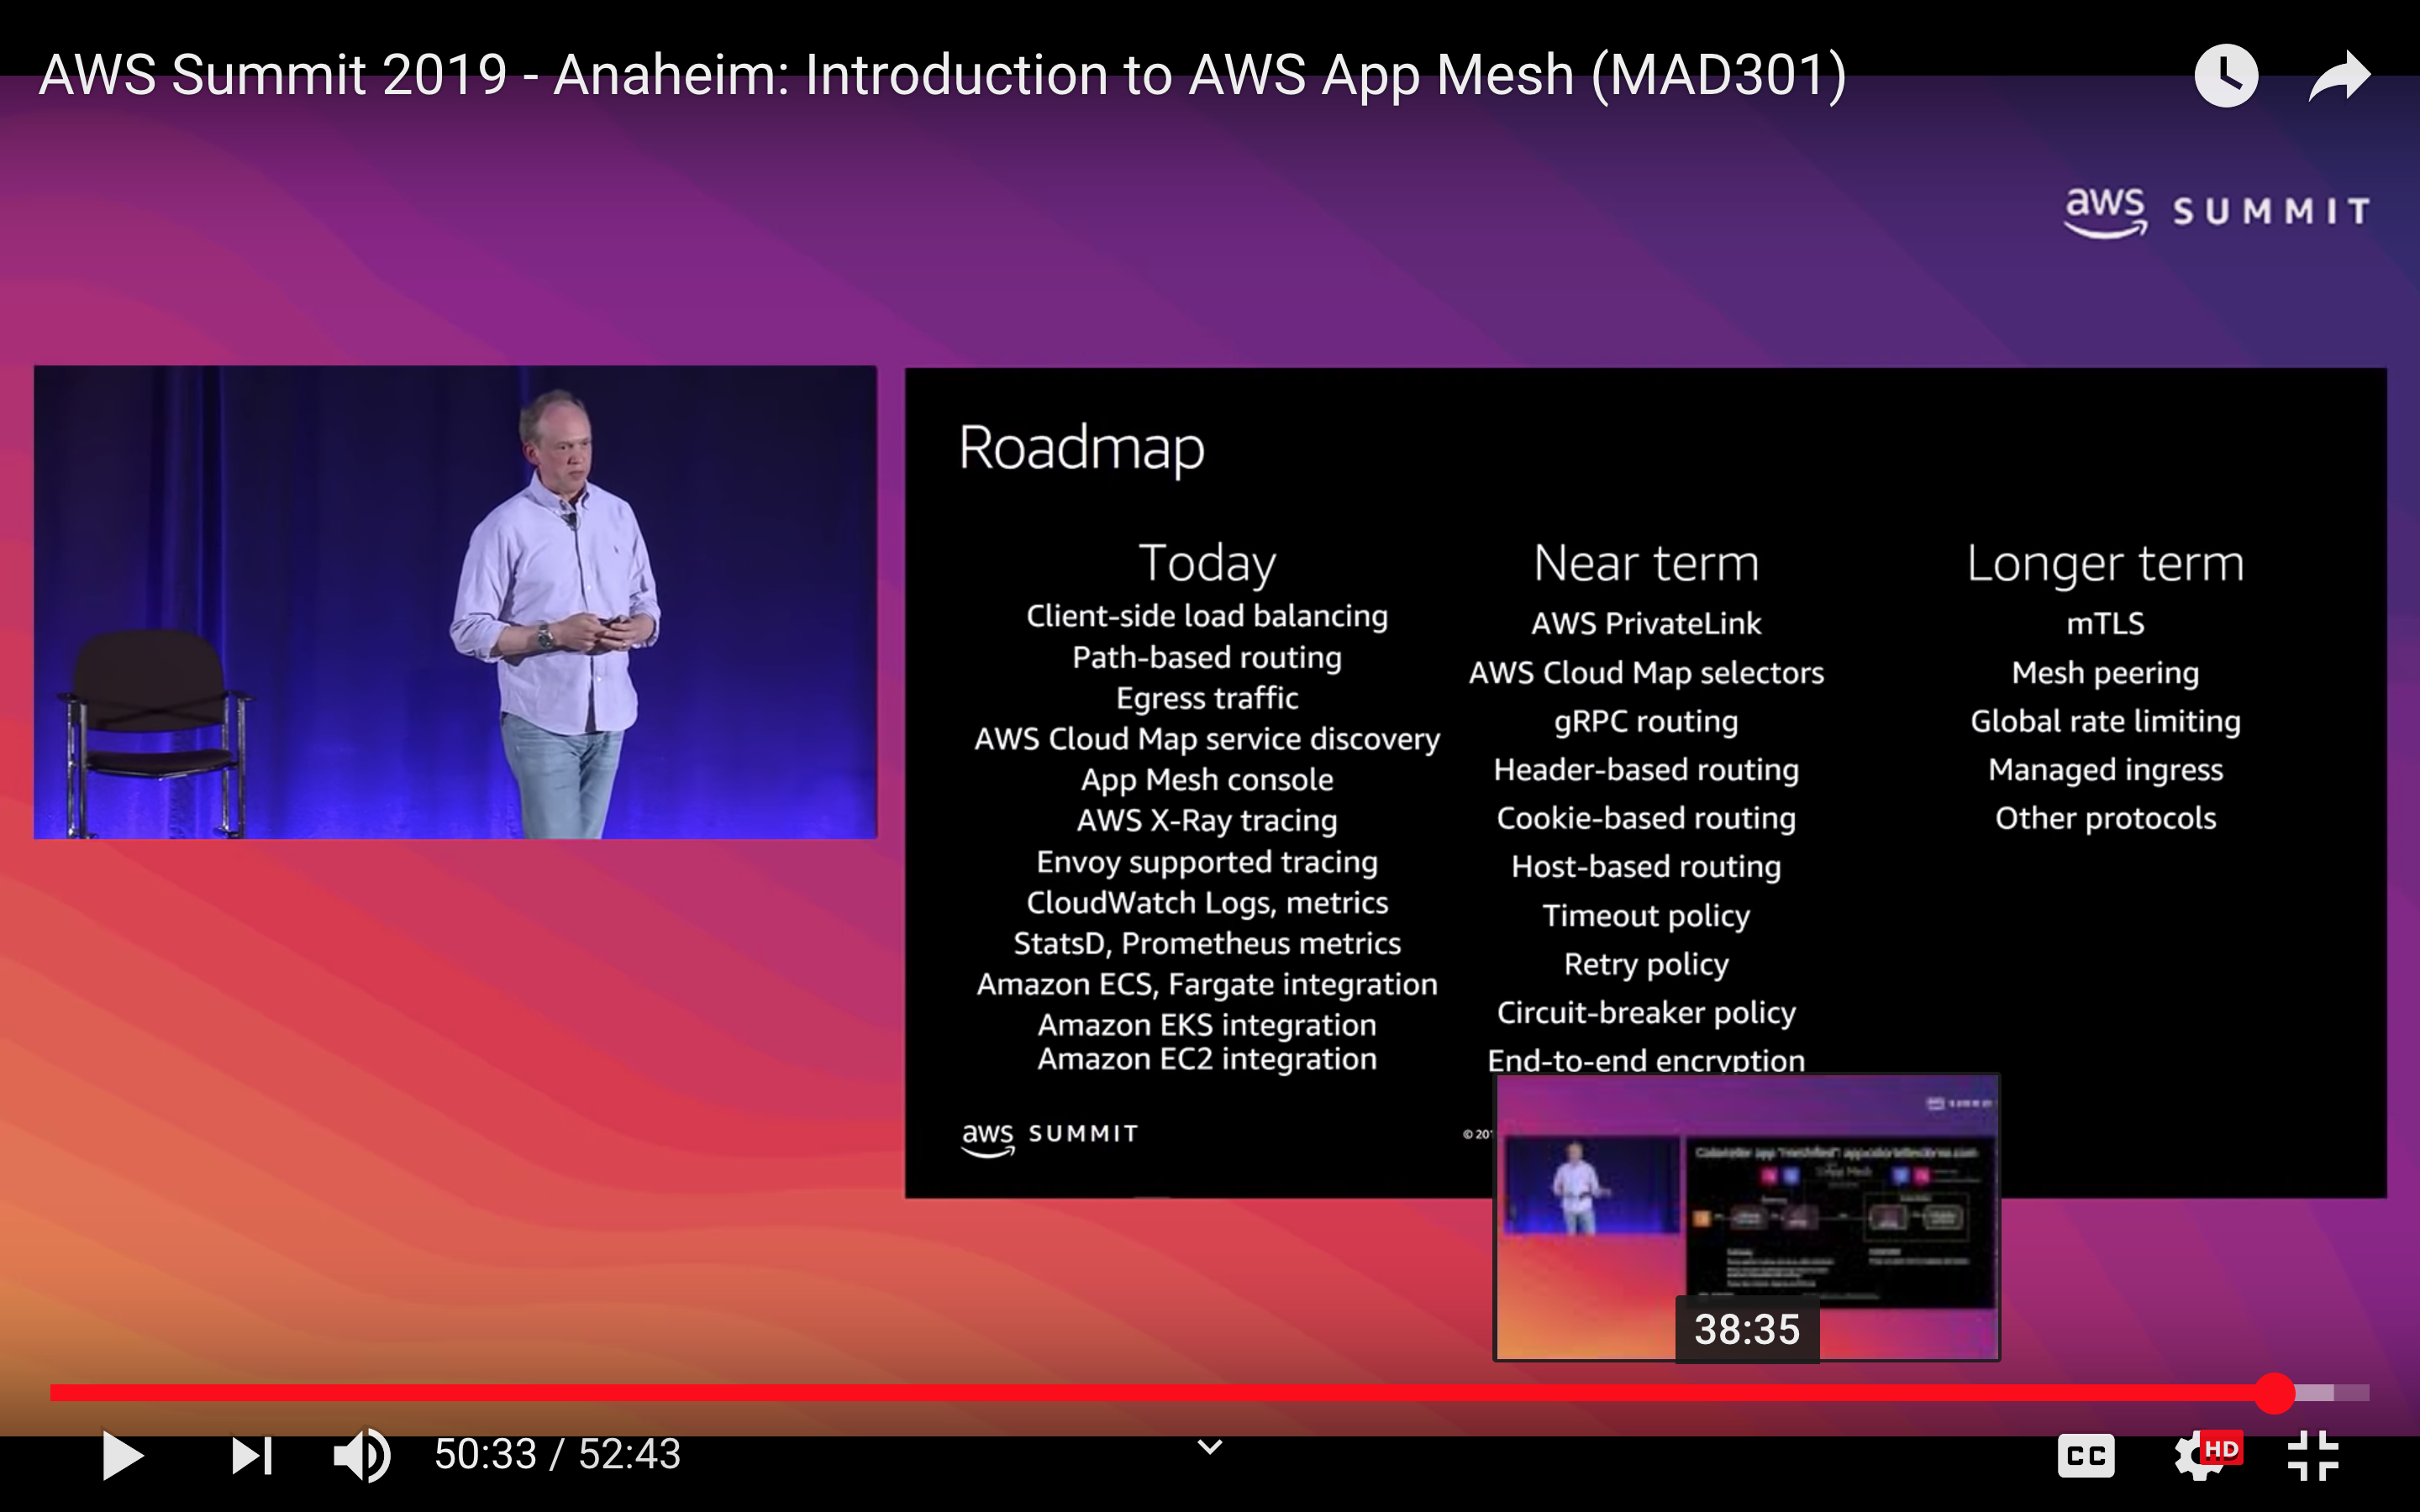 AWS Summit 2019 - Anaheim: Introduction to AWS App Mesh (MAD301)
aws SUMMIT
Roadmap
Today
Client-side load balancing
Path-based routing
Egress traffic
AWS Cloud Map service discovery
App Mesh console
AWS X-Ray tracing
Envoy supported tracing
CloudWatch Logs, metrics
StatsD, Prometheus metrics
Amazon ECS, Fargate integration
Amazon EKS integration
Amazon EC2 integration
Near term
AWS PrivateLink
AWS Cloud Map selectors
gRPC routing
Header-based routing
Cookie-based routing
Host-based routing
Timeout policy
Retry policy
Circuit-breaker policy
End-to-end encryption
Longer term
mTLS
Mesh peering
Global rate limiting
Managed ingress
Other protocols
aws SUMMIT
© 201
38:35
50:33 / 52:43
CC
HD